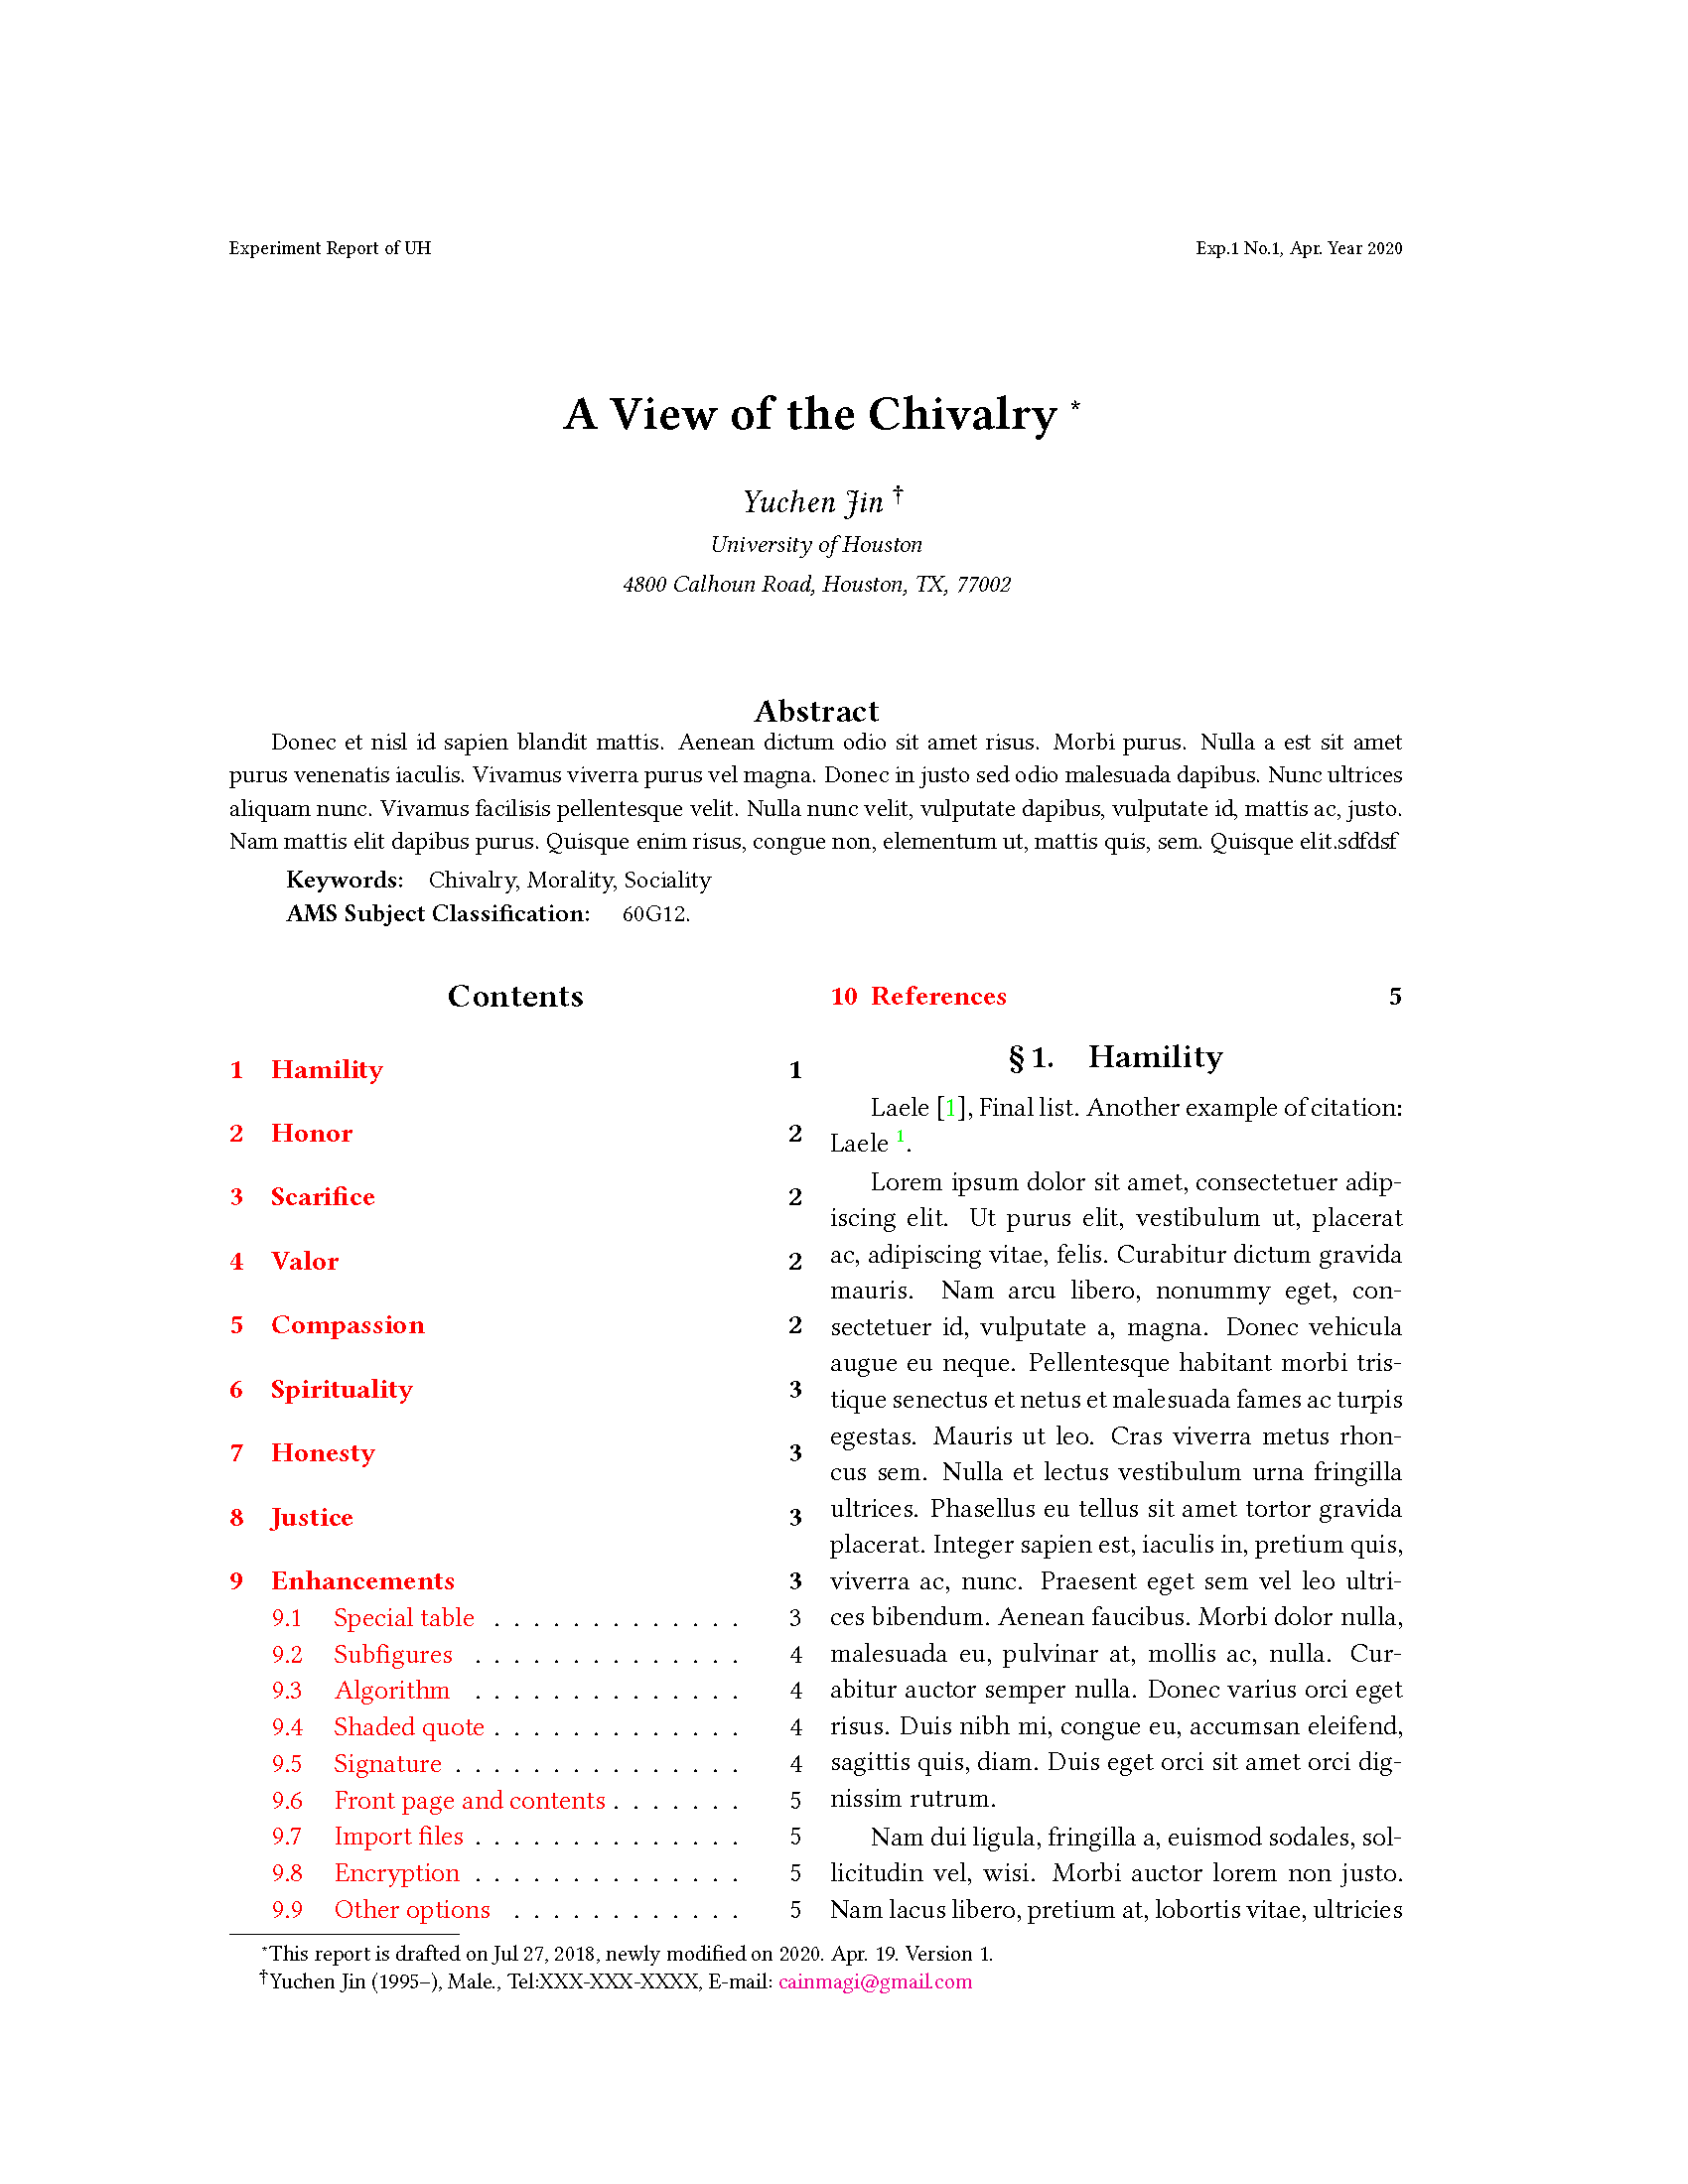 Experiment Report of UH Exp.1 No.1, Apr. Year 2020
A View of the Chivalry *
Yuchen Jin †
University of Houston
4800 Calhoun Road, Houston, TX, 77002
Abstract
Donec et nisl id sapien blandit mattis. Aenean dictum odio sit amet risus. Morbi purus. Nulla a est sit amet
purus venenatis iaculis. Vivamus viverra purus vel magna. Donec in justo sed odio malesuada dapibus. Nunc ultrices
aliquam nunc. Vivamus facilisis pellentesque velit. Nulla nunc velit, vulputate dapibus, vulputate id, mattis ac, justo.
Nam mattis elit dapibus purus. Quisque enim risus, congue non, elementum ut, mattis quis, sem. Quisque elit.sdfdsf
Keywords: Chivalry, Morality, Sociality
AMS Subject Classification: 60G12.
Contents
1 Hamility 1
2 Honor 2
3 Scarifice 2
4 Valor 2
5 Compassion 2
6 Spirituality 3
7 Honesty 3
8 Justice 3
9 Enhancements 3
9.1 Special table . . . . . . . . . . . . . 3
9.2 Subfigures . . . . . . . . . . . . . . 4
9.3 Algorithm . . . . . . . . . . . . . . 4
9.4 Shaded quote . . . . . . . . . . . . . 4
9.5 Signature . . . . . . . . . . . . . . . 4
9.6 Front page and contents . . . . . . . 5
9.7 Import files . . . . . . . . . . . . . . 5
9.8 Encryption . . . . . . . . . . . . . . 5
9.9 Other options . . . . . . . . . . . . 5
10 References 5
§ 1. Hamility
Laele [1], Final list. Another example of citation:
Laele 1.
Lorem ipsum dolor sit amet, consectetuer adip-
iscing elit. Ut purus elit, vestibulum ut, placerat
ac, adipiscing vitae, felis. Curabitur dictum gravida
mauris. Nam arcu libero, nonummy eget, con-
sectetuer id, vulputate a, magna. Donec vehicula
augue eu neque. Pellentesque habitant morbi tris-
tique senectus et netus et malesuada fames ac turpis
egestas. Mauris ut leo. Cras viverra metus rhon-
cus sem. Nulla et lectus vestibulum urna fringilla
ultrices. Phasellus eu tellus sit amet tortor gravida
placerat. Integer sapien est, iaculis in, pretium quis,
viverra ac, nunc. Praesent eget sem vel leo ultri-
ces bibendum. Aenean faucibus. Morbi dolor nulla,
malesuada eu, pulvinar at, mollis ac, nulla. Cur-
abitur auctor semper nulla. Donec varius orci eget
risus. Duis nibh mi, congue eu, accumsan eleifend,
sagittis quis, diam. Duis eget orci sit amet orci dig-
nissim rutrum.
Nam dui ligula, fringilla a, euismod sodales, sol-
licitudin vel, wisi. Morbi auctor lorem non justo.
Nam lacus libero, pretium at, lobortis vitae, ultricies
*This report is drafted on Jul 27, 2018, newly modified on 2020. Apr. 19. Version 1.
†Yuchen Jin (1995–), Male., Tel:XXX-XXX-XXXX, E-mail: cainmagi@gmail.com